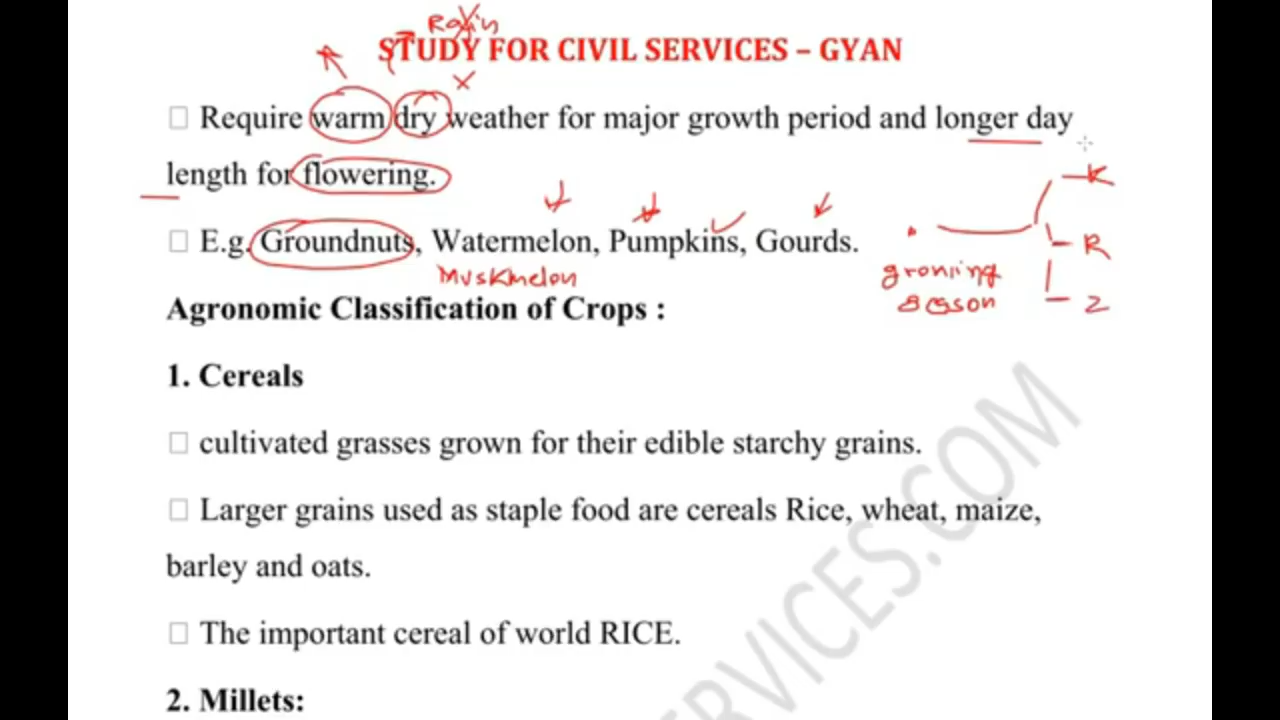 Rain
STUDY FOR CIVIL SERVICES – GYAN
□ Require warm dry weather for major growth period and longer day
length for flowering.
K
□ E.g. Groundnuts, Watermelon, Pumpkins, Gourds.
R
Muskmelon
growing
season
Z
Agronomic Classification of Crops :
1. Cereals
□ cultivated grasses grown for their edible starchy grains.
□ Larger grains used as staple food are cereals Rice, wheat, maize,
barley and oats.
□ The important cereal of world RICE.
2. Millets:
ERVICES.COM